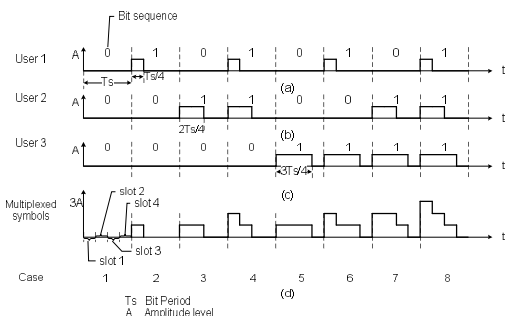 Bit sequence
User 1 A 0 1 0 1 0 1 0 1 t
Ts Ts/4
(a)
User 2 A 0 0 1 1 0 0 1 1 t
2Ts/4
(b)
User 3 A 0 0 0 0 1 1 1 1 t
3Ts/4
(c)
Multiplexed symbols 3A t
slot 2
slot 4
slot 3
slot 1
Case 1 2 3 4 5 6 7 8
(d)
Ts Bit Period
A Amplitude level